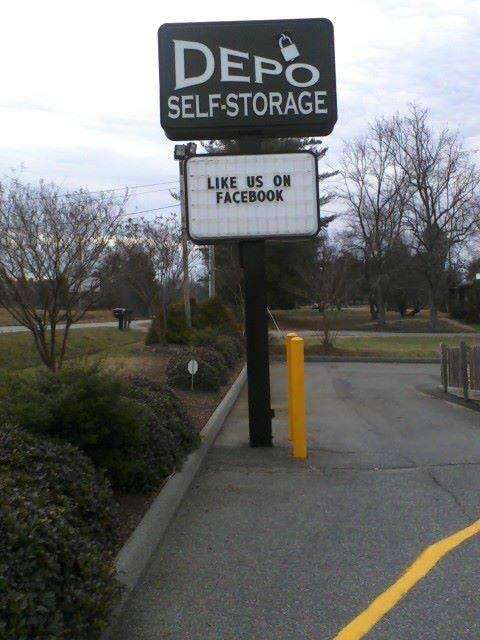 DEPO
SELF-STORAGE
LIKE US ON
FACEBOOK